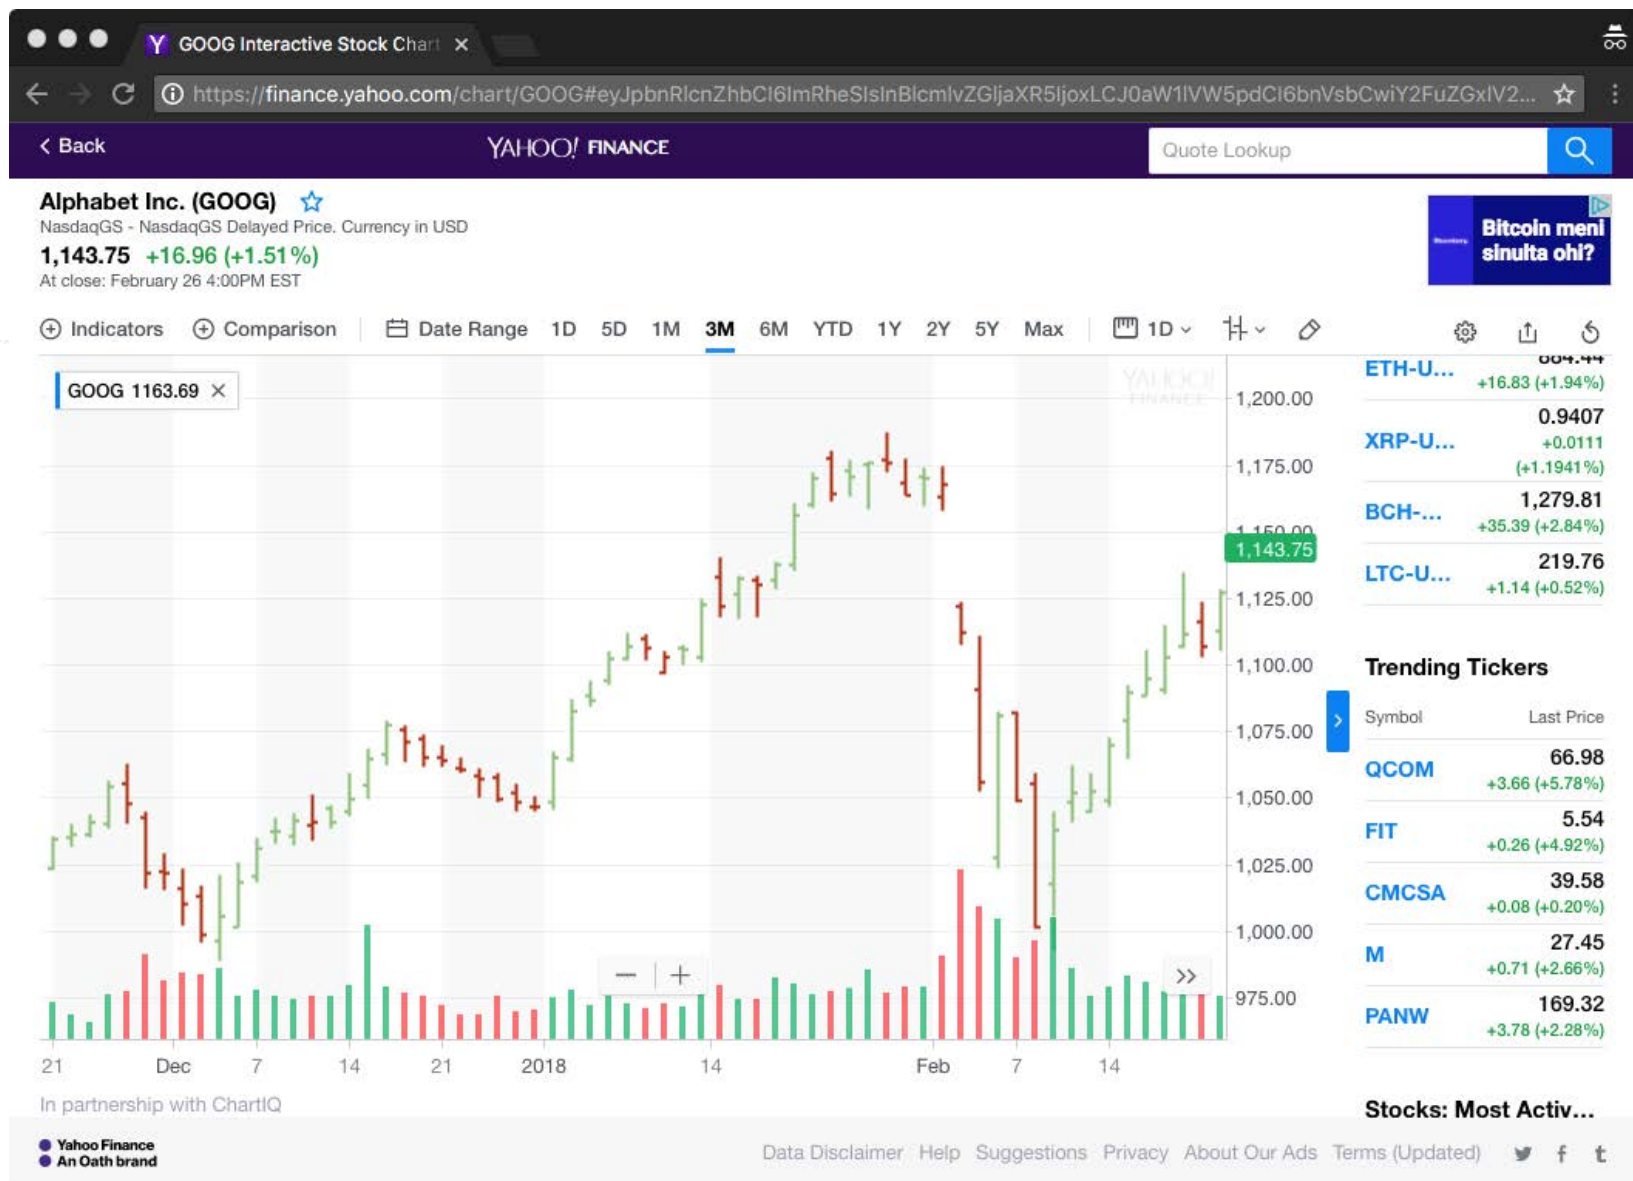 GOOG Interactive Stock Chart
https://finance.yahoo.com/chart/GOOG#eyJpbnRlcnZhbCI6ImRheSIsInBlcmlvZGljaXR5IjoxLCJ0aW1lVW5pdCI6bnVsbCwiY2FuZGxlV2...
Back
YAHOO! FINANCE
Quote Lookup
Alphabet Inc. (GOOG)
NasdaqGS - NasdaqGS Delayed Price. Currency in USD
1,143.75 +16.96 (+1.51%)
At close: February 26 4:00PM EST
Bitcoin meni
sinulta ohi?
Indicators Comparison Date Range 1D 5D 1M 3M 6M YTD 1Y 2Y 5Y Max 1D
GOOG 1163.69
YAHOO!
FINANCE
1,200.00
1,175.00
1,150.00
1,143.75
1,125.00
1,100.00
1,075.00
1,050.00
1,025.00
1,000.00
975.00
21 Dec 7 14 21 2018 14 Feb 7 14
In partnership with ChartIQ
ETH-U... 
+16.83 (+1.94%)
0.9407
XRP-U... +0.0111
(+1.1941%)
1,279.81
BCH-... +35.39 (+2.84%)
219.76
LTC-U... +1.14 (+0.52%)
Trending Tickers
Symbol Last Price
66.98
QCOM +3.66 (+5.78%)
5.54
FIT +0.26 (+4.92%)
39.58
CMCSA +0.08 (+0.20%)
27.45
M +0.71 (+2.66%)
169.32
PANW +3.78 (+2.28%)
Stocks: Most Activ...
Yahoo Finance
An Oath brand
Data Disclaimer Help Suggestions Privacy About Our Ads Terms (Updated)